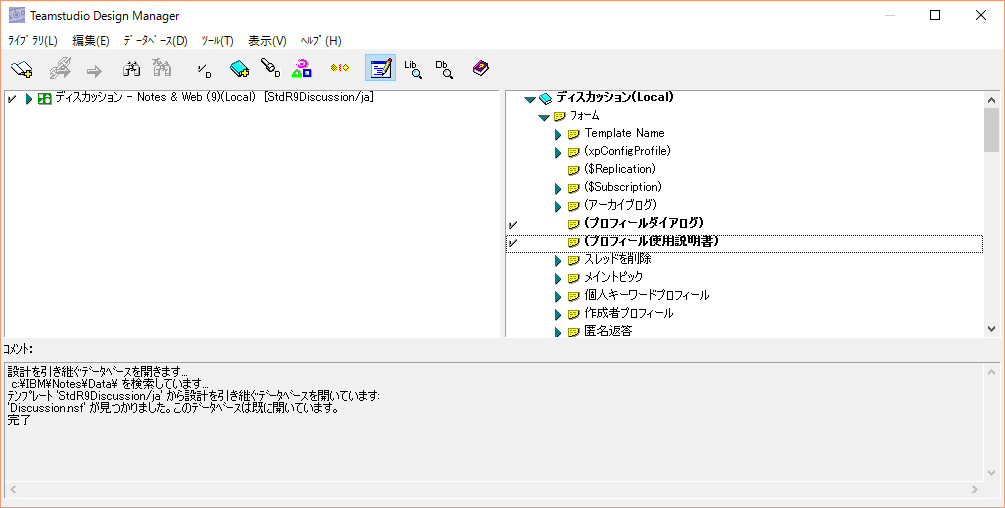 Teamstudio Design Manager
ﾗｲﾌﾞﾗﾘ(L) 編集(E) ﾃﾞｰﾀﾍﾞｰｽ(D) ﾂｰﾙ(T) 表示(V) ﾍﾙﾌﾟ(H)
D
D
Lib
Db
ディスカッション - Notes & Web (9)(Local) [StdR9Discussion/ja]
ディスカッション(Local)
フォーム
Template Name
(xpConfigProfile)
($Replication)
($Subscription)
(アーカイブログ)
(プロフィールダイアログ)
(プロフィール使用説明書)
スレッドを削除
メイントピック
個人キーワードプロフィール
作成者プロフィール
匿名返答
ｺﾒﾝﾄ:
設計を引き継ぐﾃﾞｰﾀﾍﾞｰｽを開きます...
c:¥IBM¥Notes¥Data¥ を検索しています...
ﾃﾝﾌﾟﾚｰﾄ 'StdR9Discussion/ja' から設計を引き継ぐﾃﾞｰﾀﾍﾞｰｽを開いています:
'Discussion.nsf' が見つかりました。このﾃﾞｰﾀﾍﾞｰｽは既に開いています。
完了